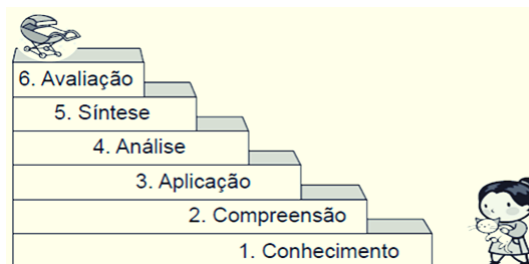 6. Avaliação
5. Síntese
4. Análise
3. Aplicação
2. Compreensão
1. Conhecimento